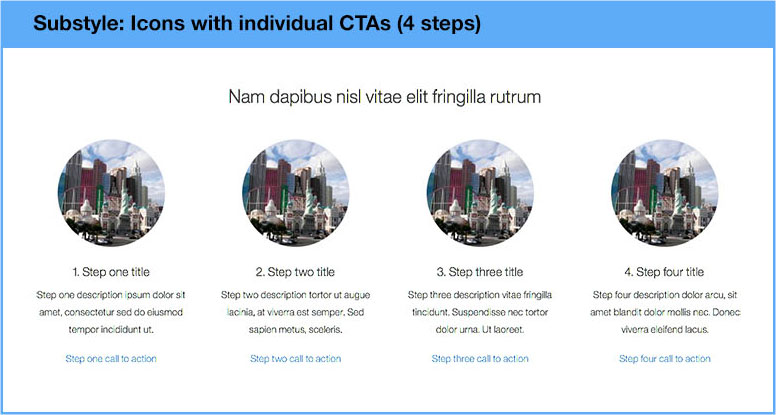 Substyle: Icons with individual CTAs (4 steps)
Nam dapibus nisl vitae elit fringilla rutrum
1. Step one title
Step one description ipsum dolor sit
amet, consectetur sed do eiusmod
tempor incididunt ut.
Step one call to action
2. Step two title
Step two description tortor ut augue
lacinia, at viverra est semper. Sed
sapien metus, sceleris.
Step two call to action
3. Step three title
Step three description vitae fringilla
tincidunt. Suspendisse nec tortor
dolor urna. Ut laoreet.
Step three call to action
4. Step four title
Step four description dolor arcu, sit
amet blandit dolor mollis nec. Donec
viverra eleifend lacus.
Step four call to action